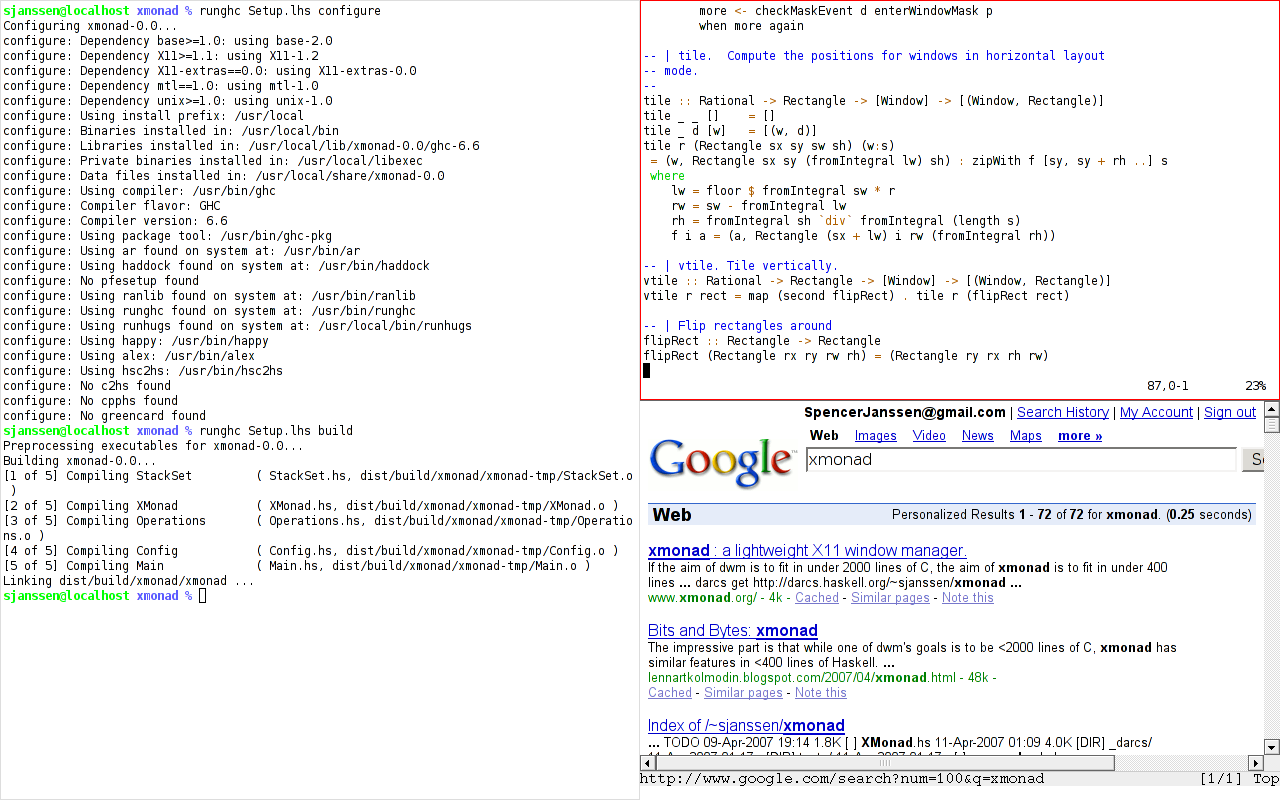 sjanssen@localhost xmonad % runghc Setup.lhs configure
Configuring xmonad-0.0...
configure: Dependency base>=1.0: using base-2.0
configure: Dependency X11>=1.1: using X11-1.2
configure: Dependency X11-extras==0.0: using X11-extras-0.0
configure: Dependency mtl==1.0: using mtl-1.0
configure: Dependency unix>=1.0: using unix-1.0
configure: Using install prefix: /usr/local
configure: Binaries installed in: /usr/local/bin
configure: Libraries installed in: /usr/local/lib/xmonad-0.0/ghc-6.6
configure: Private binaries installed in: /usr/local/libexec
configure: Data files installed in: /usr/local/share/xmonad-0.0
configure: Using compiler: /usr/bin/ghc
configure: Compiler flavor: GHC
configure: Compiler version: 6.6
configure: Using package tool: /usr/bin/ghc-pkg
configure: Using ar found on system at: /usr/bin/ar
configure: Using haddock found on system at: /usr/bin/haddock
configure: No pfesetup found
configure: Using ranlib found on system at: /usr/bin/ranlib
configure: Using runghc found on system at: /usr/bin/runghc
configure: Using runhugs found on system at: /usr/local/bin/runhugs
configure: Using happy: /usr/bin/happy
configure: Using alex: /usr/bin/alex
configure: Using hsc2hs: /usr/bin/hsc2hs
configure: No c2hs found
configure: No cpphs found
configure: No greencard found
sjanssen@localhost xmonad % runghc Setup.lhs build
Preprocessing executables for xmonad-0.0...
Building xmonad-0.0...
[1 of 5] Compiling StackSet         ( StackSet.hs, dist/build/xmonad/xmonad-tmp/StackSet.o
 )
[2 of 5] Compiling XMonad           ( XMonad.hs, dist/build/xmonad/xmonad-tmp/XMonad.o )
[3 of 5] Compiling Operations       ( Operations.hs, dist/build/xmonad/xmonad-tmp/Operatio
ns.o )
[4 of 5] Compiling Config           ( Config.hs, dist/build/xmonad/xmonad-tmp/Config.o )
[5 of 5] Compiling Main             ( Main.hs, dist/build/xmonad/xmonad-tmp/Main.o )
Linking dist/build/xmonad/xmonad ...
sjanssen@localhost xmonad %
        more <- checkMaskEvent d enterWindowMask p
        when more again
-- | tile.  Compute the positions for windows in horizontal layout
-- mode.
--
tile :: Rational -> Rectangle -> [Window] -> [(Window, Rectangle)]
tile _ _ []    = []
tile _ d [w]   = [(w, d)]
tile r (Rectangle sx sy sw sh) (w:s)
 = (w, Rectangle sx sy (fromIntegral lw) sh) : zipWith f [sy, sy + rh ..] s
 where
    lw = floor $ fromIntegral sw * r
    rw = sw - fromIntegral lw
    rh = fromIntegral sh `div` fromIntegral (length s)
    f i a = (a, Rectangle (sx + lw) i rw (fromIntegral rh))
-- | vtile. Tile vertically.
vtile :: Rational -> Rectangle -> [Window] -> [(Window, Rectangle)]
vtile r rect = map (second flipRect) . tile r (flipRect rect)
-- | Flip rectangles around
flipRect :: Rectangle -> Rectangle
flipRect (Rectangle rx ry rw rh) = (Rectangle ry rx rh rw)
87,0-1        23%
SpencerJanssen@gmail.com | Search History | My Account | Sign out
Web Images Video News Maps more »
Google™
xmonad
Web Personalized Results 1 - 72 of 72 for xmonad. (0.25 seconds)
xmonad : a lightweight X11 window manager.
If the aim of dwm is to fit in under 2000 lines of C, the aim of xmonad is to fit in under 400
lines ... darcs get http://darcs.haskell.org/~sjanssen/xmonad ...
www.xmonad.org/ - 4k - Cached - Similar pages - Note this
Bits and Bytes: xmonad
The impressive part is that while one of dwm's goals is to be <2000 lines of C, xmonad has
similar features in <400 lines of Haskell. ...
lennartkolmodin.blogspot.com/2007/04/xmonad.html - 48k -
Cached - Similar pages - Note this
Index of /~sjanssen/xmonad
... TODO 09-Apr-2007 19:14 1.8K [ ] XMonad.hs 11-Apr-2007 01:09 4.0K [DIR] _darcs/
http://www.google.com/search?num=100&q=xmonad [1/1] Top